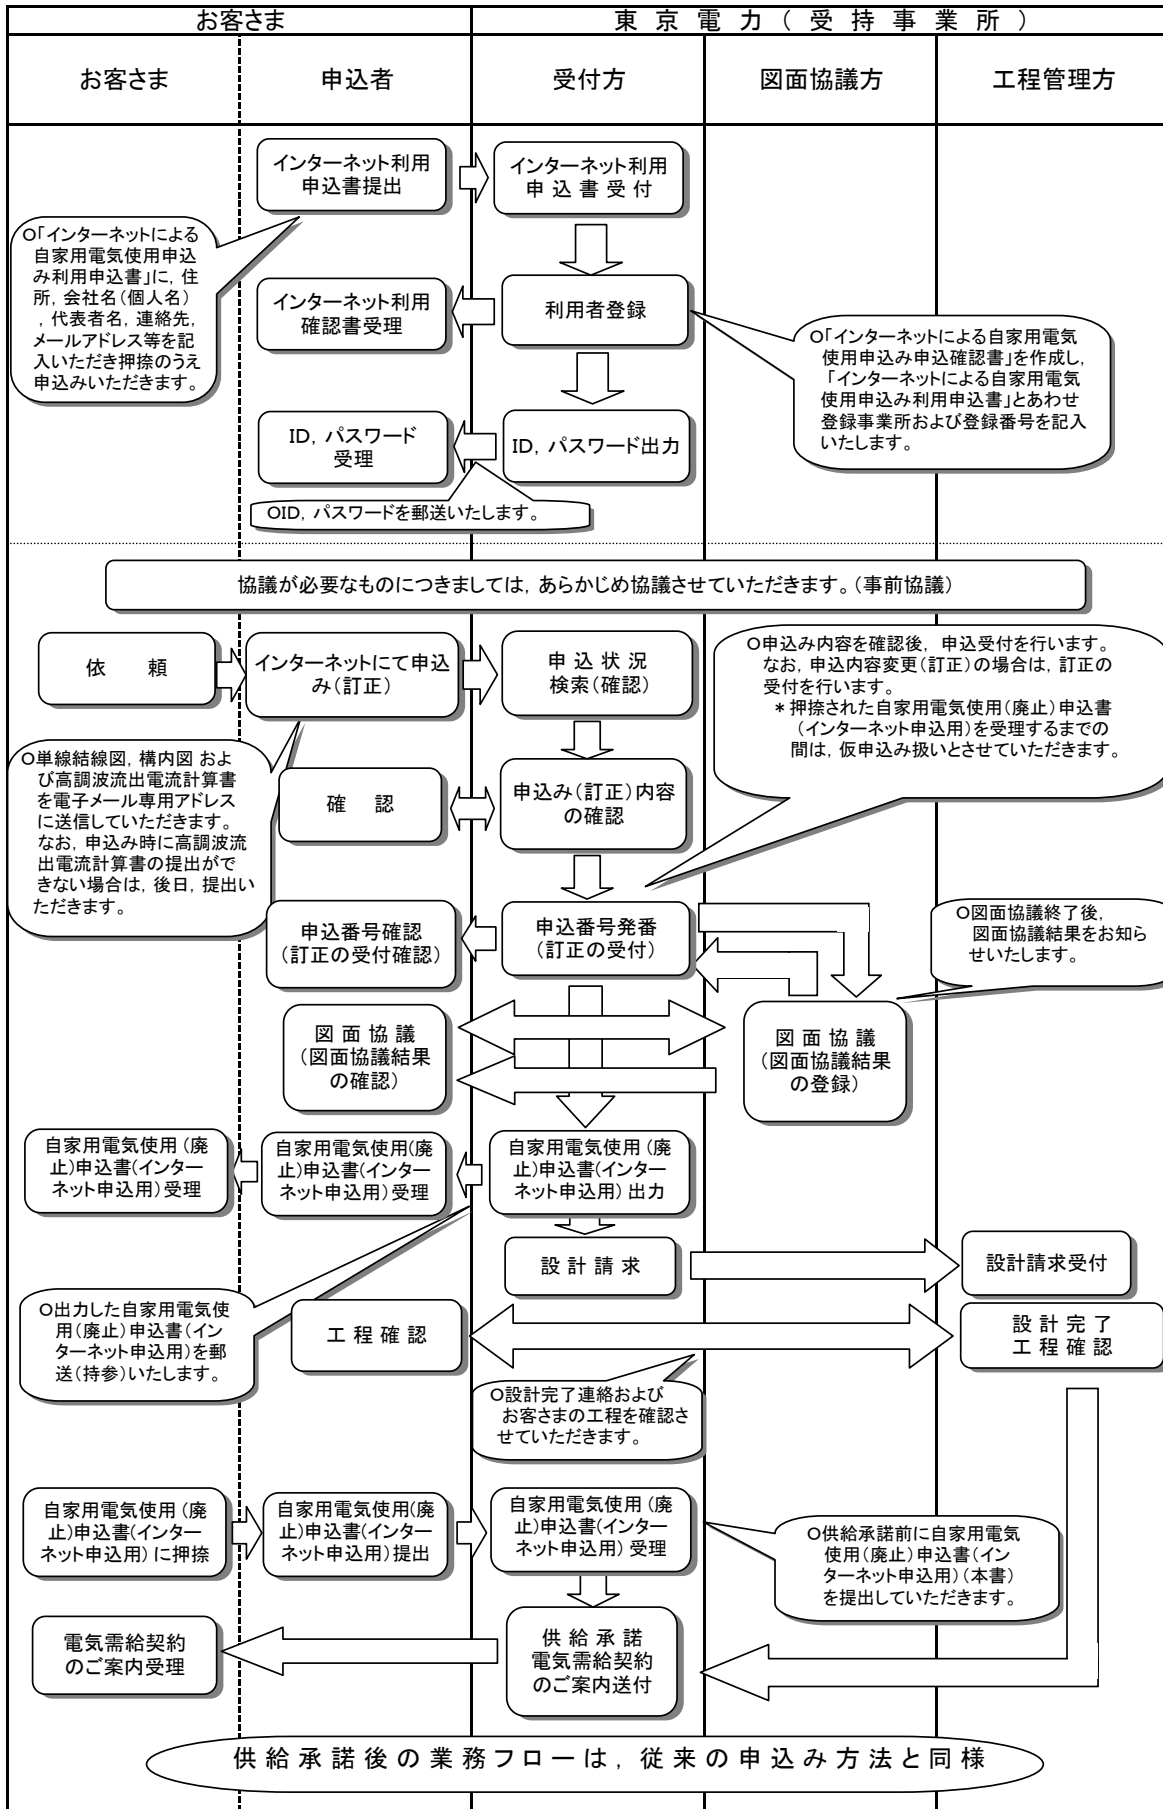 お客さま
東京電力(受持事業所)
お客さま
申込者
受付方
図面協議方
工程管理方
インターネット利用
申込書提出
インターネット利用
申込書受付
○「インターネットによる
自家用電気使用申込
み利用申込書」に, 住
所, 会社名(個人名)
, 代表者名, 連絡先,
メールアドレス等を記
入いただき押捺のうえ
申込みいただきます。
インターネット利用
確認書受理
利用者登録
○「インターネットによる自家用電気
使用申込み申込確認書」を作成し,
「インターネットによる自家用電気
使用申込み利用申込書」とあわせ
登録事業所および登録番号を記入
いたします。
ID, パスワード
受理
ID, パスワード出力
○ID, パスワードを郵送いたします。
協議が必要なものにつきましては, あらかじめ協議させていただきます。(事前協議)
依　頼
インターネットにて申込
み(訂正)
申込状況
検索(確認)
○申込み内容を確認後, 申込受付を行います。
なお, 申込内容変更(訂正)の場合は, 訂正の
受付を行います。
＊押捺された自家用電気使用(廃止)申込書
(インターネット申込用)を受理するまでの
間は, 仮申込み扱いとさせていただきます。
○単線結線図, 構内図 およ
び高調波流出電流計算書
を電子メール専用アドレス
に送信していただきます。
なお, 申込み時に高調波流
出電流計算書の提出がで
きない場合は, 後日, 提出い
ただきます。
確　認
申込み(訂正)内容
の確認
申込番号確認
(訂正の受付確認)
申込番号発番
(訂正の受付)
○図面協議終了後,
図面協議結果をお知ら
せいたします。
図面協議
(図面協議結果
の確認)
図面協議
(図面協議結果
の登録)
自家用電気使用(廃
止)申込書(インター
ネット申込用)受理
自家用電気使用(廃
止)申込書(インター
ネット申込用)受理
自家用電気使用(廃
止)申込書(インター
ネット申込用)出力
設計請求
設計請求受付
○出力した自家用電気使
用(廃止)申込書(イン
ターネット申込用)を郵
送(持参)いたします。
工程確認
設計完了
工程確認
○設計完了連絡および
お客さまの工程を確認さ
せていただきます。
自家用電気使用(廃
止)申込書(インター
ネット申込用)に押捺
自家用電気使用(廃
止)申込書(インター
ネット申込用)提出
自家用電気使用(廃
止)申込書(インター
ネット申込用)受理
○供給承諾前に自家用電気
使用(廃止)申込書(イン
ターネット申込用)(本書)
を提出していただきます。
電気需給契約
のご案内受理
供給承諾
電気需給契約
のご案内送付
供給承諾後の業務フローは, 従来の申込み方法と同様